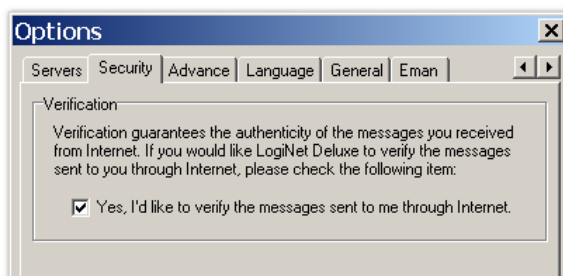 Options
Servers Security Advance Language General Eman
Verification
Verification guarantees the authenticity of the messages you received
from Internet. If you would like LogiNet Deluxe to verify the messages
sent to you through Internet, please check the following item:
Yes, I'd like to verify the messages sent to me through Internet.